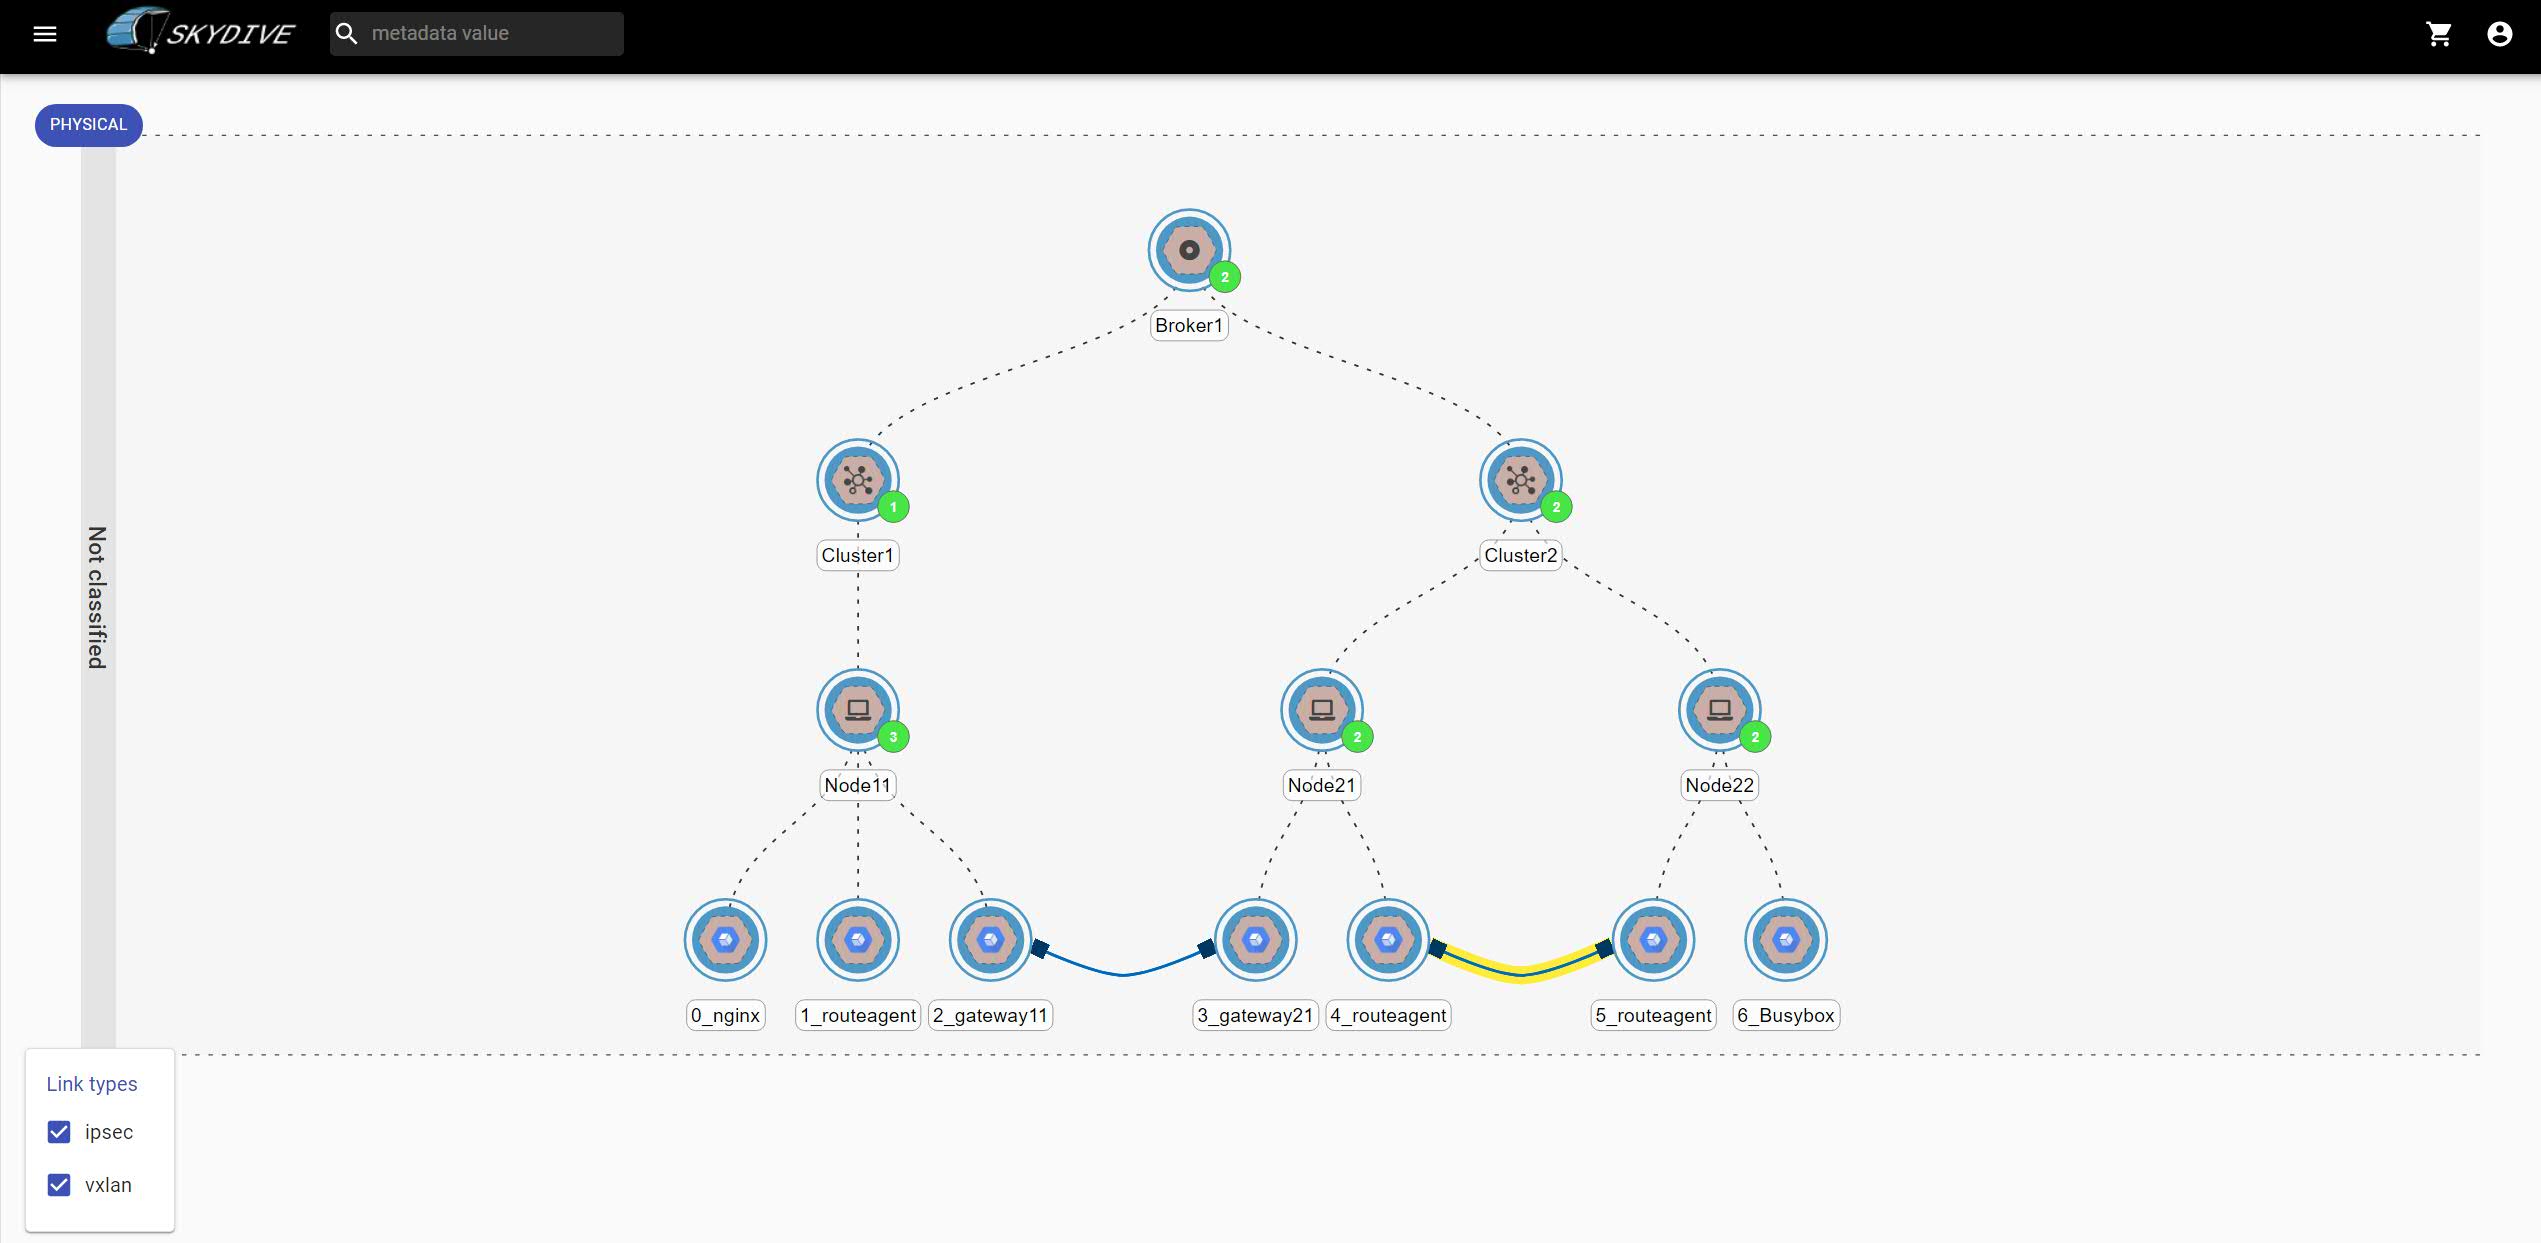 SKYDIVE
metadata value
PHYSICAL
2
Broker1
1
2
Cluster1
Cluster2
Not classified
3
2
2
Node11
Node21
Node22
0_nginx
1_routeagent
2_gateway11
3_gateway21
4_routeagent
5_routeagent
6_Busybox
Link types
ipsec
vxlan